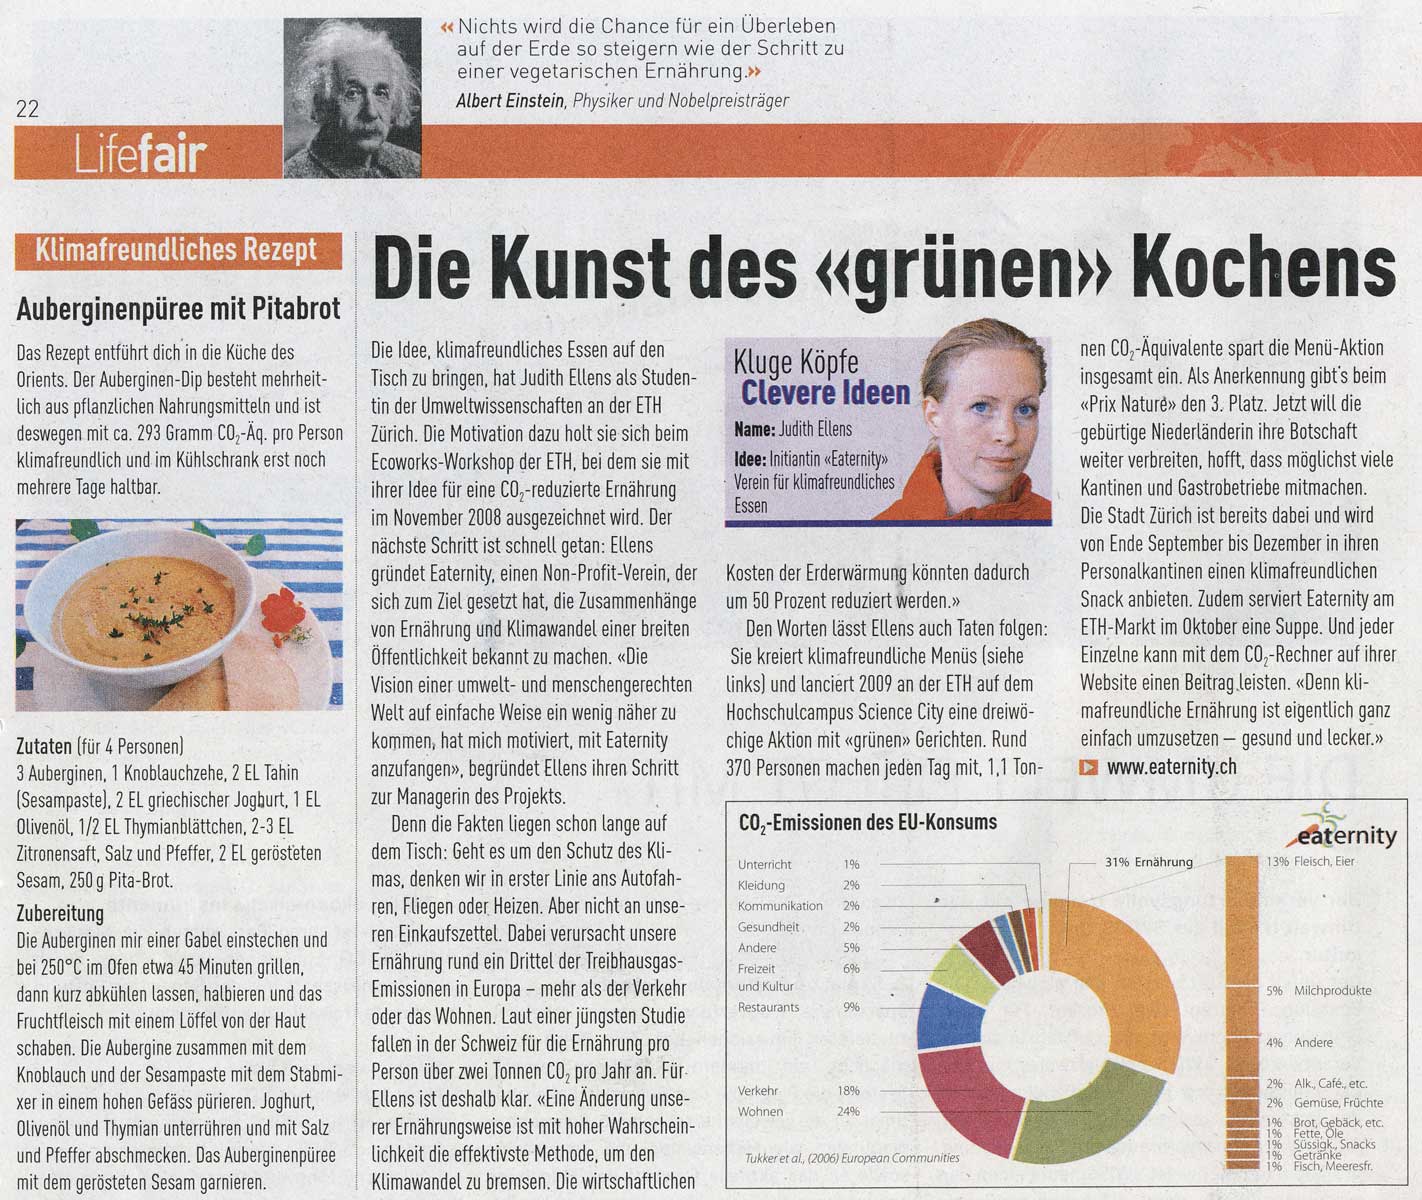 «Nichts wird die Chance für ein Überleben
auf der Erde so steigern wie der Schritt zu
einer vegetarischen Ernährung.»
Albert Einstein, Physiker und Nobelpreisträger
22
Lifefair
Klimafreundliches Rezept
Auberginenpüree mit Pitabrot
Das Rezept entführt dich in die Küche des
Orients. Der Auberginen-Dip besteht mehrheit-
lich aus pflanzlichen Nahrungsmitteln und ist
deswegen mit ca. 293 Gramm CO₂-Äq. pro Person
klimafreundlich und im Kühlschrank erst noch
mehrere Tage haltbar.
Zutaten (für 4 Personen)
3 Auberginen, 1 Knoblauchzehe, 2 EL Tahin
(Sesampaste), 2 EL griechischer Joghurt, 1 EL
Olivenöl, 1/2 EL Thymianblättchen, 2-3 EL
Zitronensaft, Salz und Pfeffer, 2 EL gerösteten
Sesam, 250 g Pita-Brot.
Zubereitung
Die Auberginen mir einer Gabel einstechen und
bei 250°C im Ofen etwa 45 Minuten grillen,
dann kurz abkühlen lassen, halbieren und das
Fruchtfleisch mit einem Löffel von der Haut
schaben. Die Aubergine zusammen mit dem
Knoblauch und der Sesampaste mit dem Stabmi-
xer in einem hohen Gefäss pürieren. Joghurt,
Olivenöl und Thymian unterrühren und mit Salz
und Pfeffer abschmecken. Das Auberginenpüree
mit dem gerösteten Sesam garnieren.
Die Kunst des «grünen» Kochens
Die Idee, klimafreundliches Essen auf den
Tisch zu bringen, hat Judith Ellens als Studen-
tin der Umweltwissenschaften an der ETH
Zürich. Die Motivation dazu holt sie sich beim
Ecoworks-Workshop der ETH, bei dem sie mit
ihrer Idee für eine CO₂-reduzierte Ernährung
im November 2008 ausgezeichnet wird. Der
nächste Schritt ist schnell getan: Ellens
gründet Eaternity, einen Non-Profit-Verein, der
sich zum Ziel gesetzt hat, die Zusammenhänge
von Ernährung und Klimawandel einer breiten
Öffentlichkeit bekannt zu machen. «Die
Vision einer umwelt- und menschengerechten
Welt auf einfache Weise ein wenig näher zu
kommen, hat mich motiviert, mit Eaternity
anzufangen», begründet Ellens ihren Schritt
zur Managerin des Projekts.
Denn die Fakten liegen schon lange auf
dem Tisch: Geht es um den Schutz des Kli-
mas, denken wir in erster Linie ans Autofah-
ren, Fliegen oder Heizen. Aber nicht an unse-
ren Einkaufszettel. Dabei verursacht unsere
Ernährung rund ein Drittel der Treibhausgas-
Emissionen in Europa – mehr als der Verkehr
oder das Wohnen. Laut einer jüngsten Studie
fallen in der Schweiz für die Ernährung pro
Person über zwei Tonnen CO₂ pro Jahr an. Für
Ellens ist deshalb klar. «Eine Änderung unse-
rer Ernährungsweise ist mit hoher Wahrschein-
lichkeit die effektivste Methode, um den
Klimawandel zu bremsen. Die wirtschaftlichen
Kluge Köpfe
Clevere Ideen
Name: Judith Ellens
Idee: Initiantin «Eaternity»
Verein für klimafreundliches
Essen
Kosten der Erderwärmung könnten dadurch
um 50 Prozent reduziert werden.»
Den Worten lässt Ellens auch Taten folgen:
Sie kreiert klimafreundliche Menüs (siehe
links) und lanciert 2009 an der ETH auf dem
Hochschulcampus Science City eine dreiwö-
chige Aktion mit «grünen» Gerichten. Rund
370 Personen machen jeden Tag mit, 1,1 Ton-
nen CO₂-Äquivalente spart die Menü-Aktion
insgesamt ein. Als Anerkennung gibt's beim
«Prix Nature» den 3. Platz. Jetzt will die
gebürtige Niederländerin ihre Botschaft
weiter verbreiten, hofft, dass möglichst viele
Kantinen und Gastrobetriebe mitmachen.
Die Stadt Zürich ist bereits dabei und wird
von Ende September bis Dezember in ihren
Personalkantinen einen klimafreundlichen
Snack anbieten. Zudem serviert Eaternity am
ETH-Markt im Oktober eine Suppe. Und jeder
Einzelne kann mit dem CO₂-Rechner auf ihrer
Website einen Beitrag leisten. «Denn kli-
mafreundliche Ernährung ist eigentlich ganz
einfach umzusetzen – gesund und lecker.»
www.eaternity.ch
CO₂-Emissionen des EU-Konsums
eaternity
Unterricht 1%
Kleidung 2%
Kommunikation 2%
Gesundheit 2%
Andere 5%
Freizeit 6%
und Kultur
Restaurants 9%
Verkehr 18%
Wohnen 24%
31% Ernährung
13% Fleisch, Eier
5% Milchprodukte
4% Andere
2% Alk., Café., etc.
2% Gemüse, Früchte
1% Brot, Gebäck, etc.
1% Fette, Öle
1% Süssigk., Snacks
1% Getränke
1% Fisch, Meeresfr.
Tukker et al., (2006) European Communities